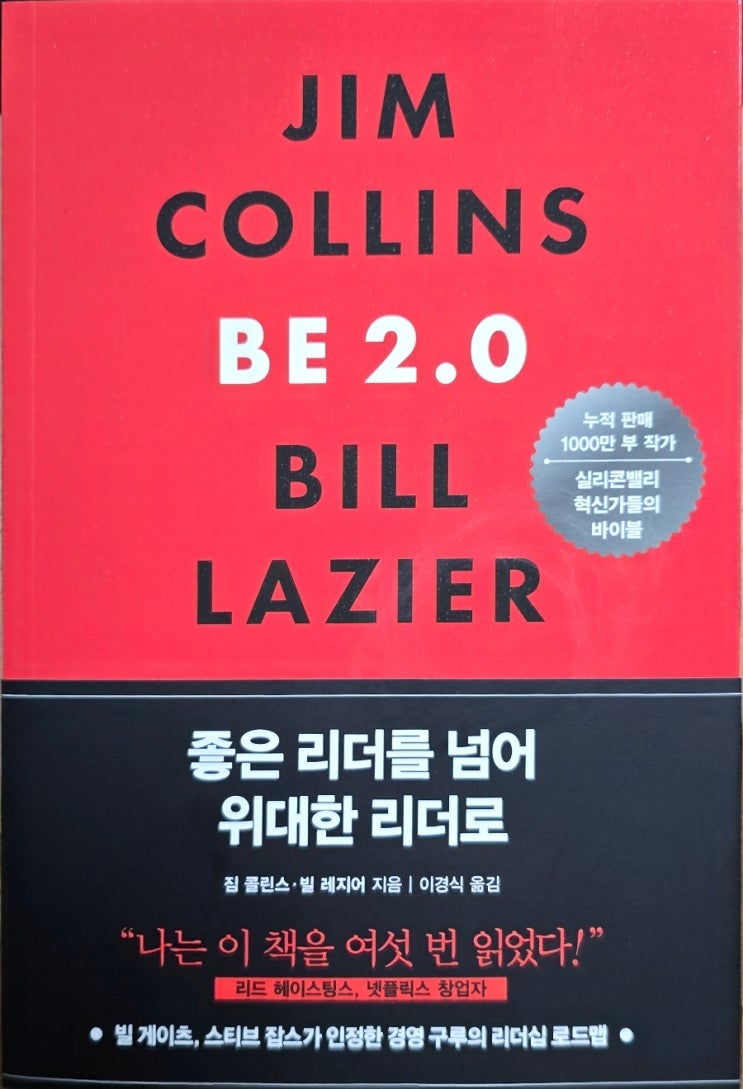 JIM
COLLINS
BE 2.0
BILL
LAZIER
누적 판매
1000만 부 작가
실리콘밸리
혁신가들의
바이블
좋은 리더를 넘어
위대한 리더로
짐 콜린스·빌 레지어 지음 | 이경식 옮김
“나는 이 책을 여섯 번 읽었다!”
리드 헤이스팅스, 넷플릭스 창업자
● 빌 게이츠, 스티브 잡스가 인정한 경영 구루의 리더십 로드맵 ●